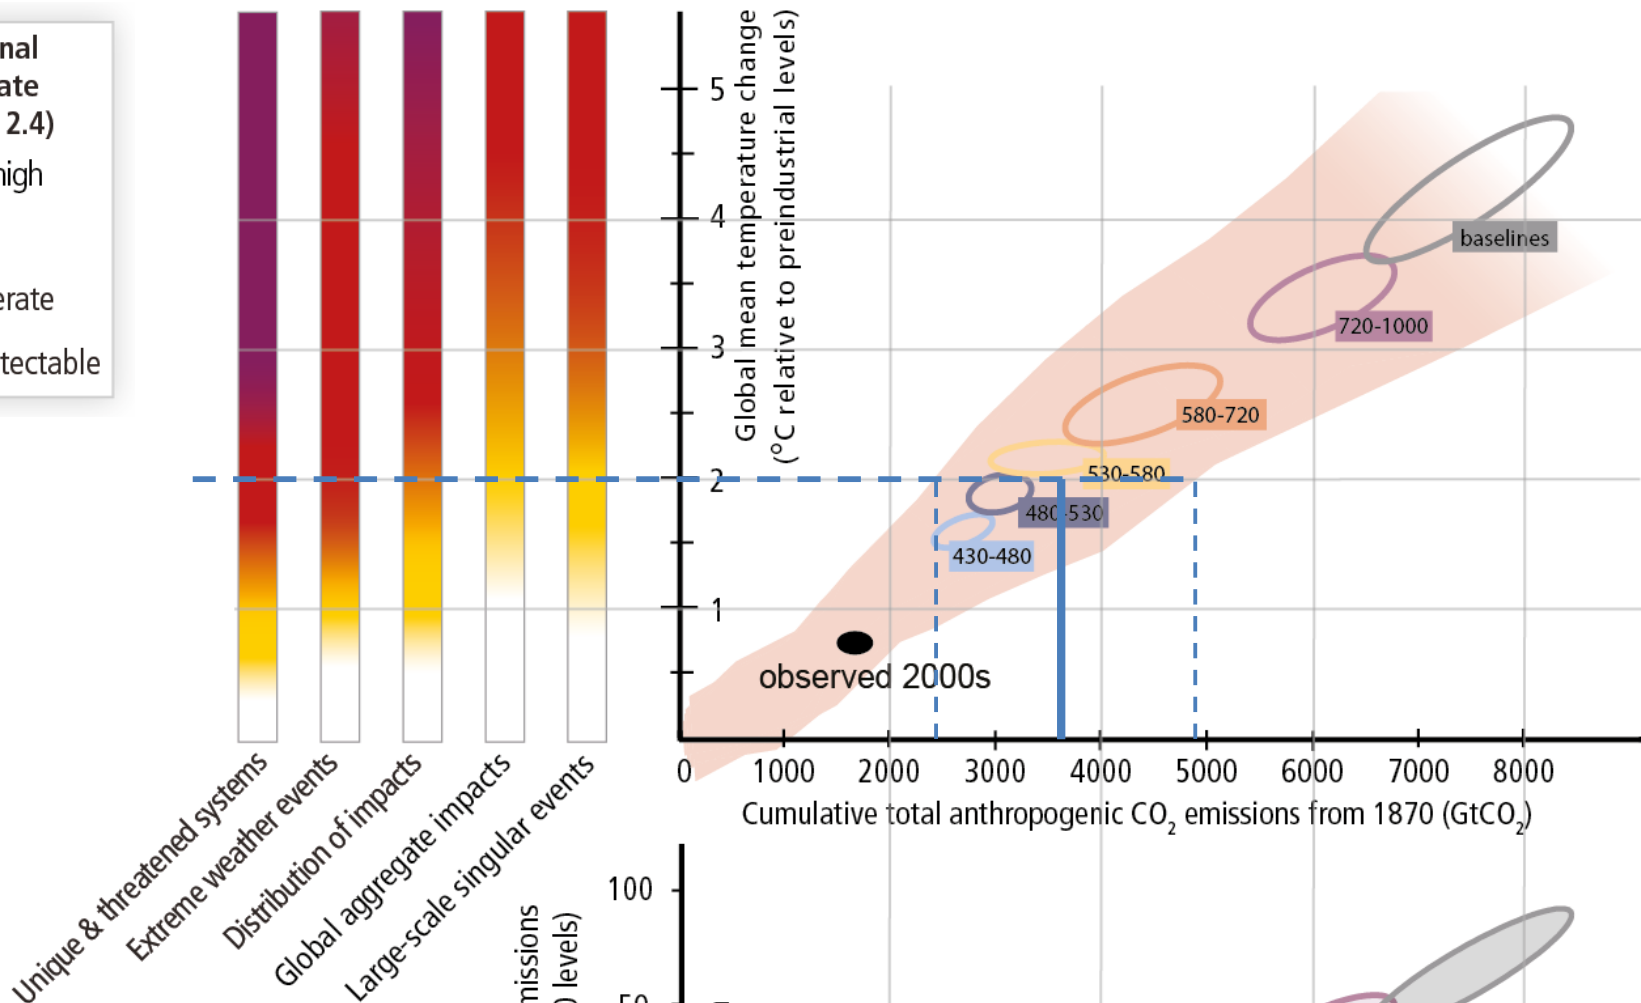 nal
ate
2.4)
high
erate
tectable
Unique & threatened systems
Extreme weather events
Distribution of impacts
Global aggregate impacts
Large-scale singular events
Global mean temperature change
(°C relative to preindustrial levels)
5
4
3
2
1
baselines
720-1000
580-720
530-580
480-530
430-480
observed 2000s
0 1000 2000 3000 4000 5000 6000 7000 8000
Cumulative total anthropogenic CO₂ emissions from 1870 (GtCO₂)
missions
levels)
100
50